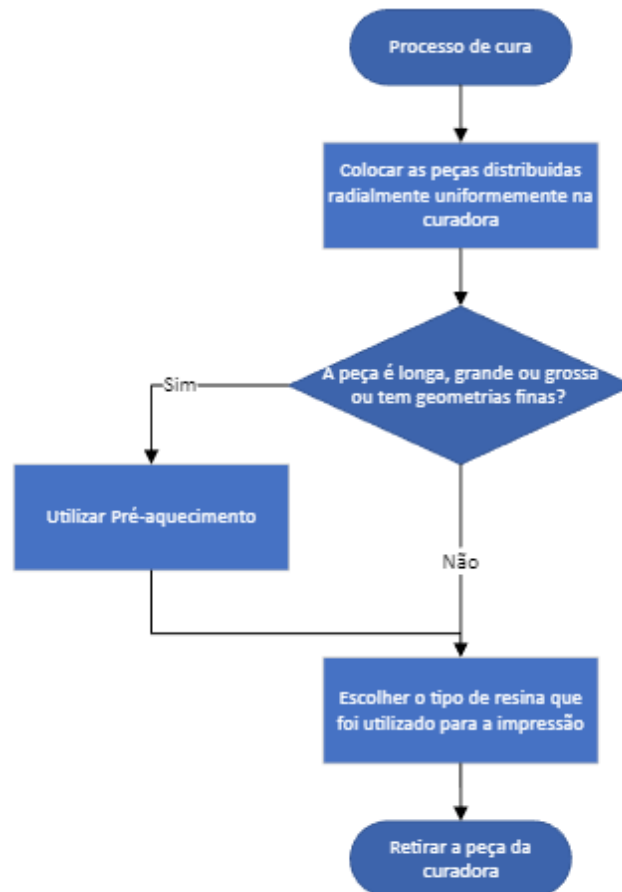 Processo de cura
Colocar as peças distribuidas
radialmente uniformemente na
curadora
A peça é longa, grande ou grossa
ou tem geometrias finas?
Sim
Utilizar Pré-aquecimento
Não
Escolher o tipo de resina que
foi utilizado para a impressão
Retirar a peça da
curadora